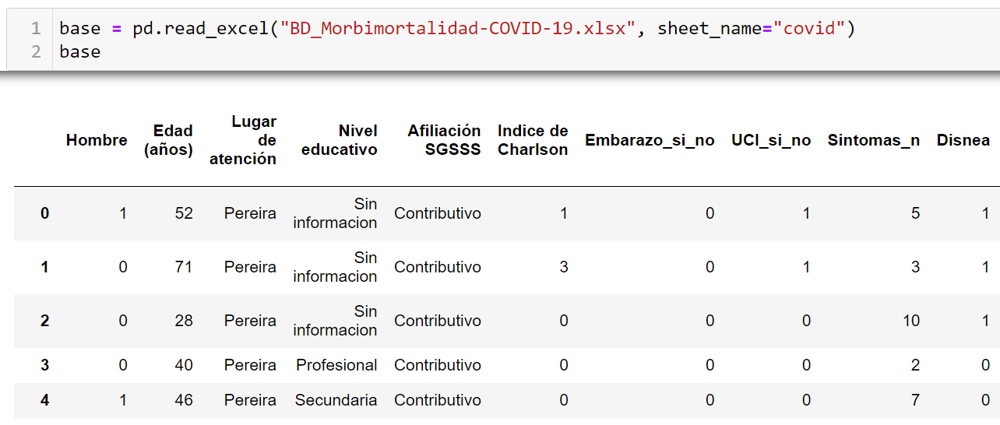 1 base = pd.read_excel("BD_Morbimortalidad-COVID-19.xlsx", sheet_name="covid")
2 base
Hombre Edad (años) Lugar de atención Nivel educativo Afiliación SGSSS Indice de Charlson Embarazo_si_no UCI_si_no Sintomas_n Disnea
0 1 52 Pereira Sin informacion Contributivo 1 0 1 5 1
1 0 71 Pereira Sin informacion Contributivo 3 0 1 3 1
2 0 28 Pereira Sin informacion Contributivo 0 0 0 10 1
3 0 40 Pereira Profesional Contributivo 0 0 0 2 0
4 1 46 Pereira Secundaria Contributivo 0 0 0 7 0